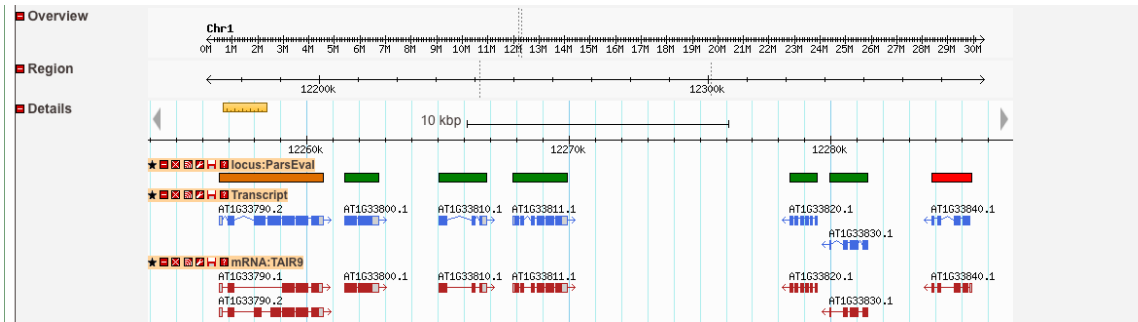 Overview
Chr1
0M 1M 2M 3M 4M 5M 6M 7M 8M 9M 10M 11M 12M 13M 14M 15M 16M 17M 18M 19M 20M 21M 22M 23M 24M 25M 26M 27M 28M 29M 30M
Region
12200k 12300k
Details
10 kbp
12260k 12270k 12280k
locus:ParsEval
Transcript
AT1G33790.2 AT1G33800.1 AT1G33810.1 AT1G33811.1 AT1G33820.1 AT1G33840.1
AT1G33830.1
mRNA:TAIR9
AT1G33790.1 AT1G33800.1 AT1G33810.1 AT1G33811.1 AT1G33820.1 AT1G33840.1
AT1G33790.2 AT1G33830.1